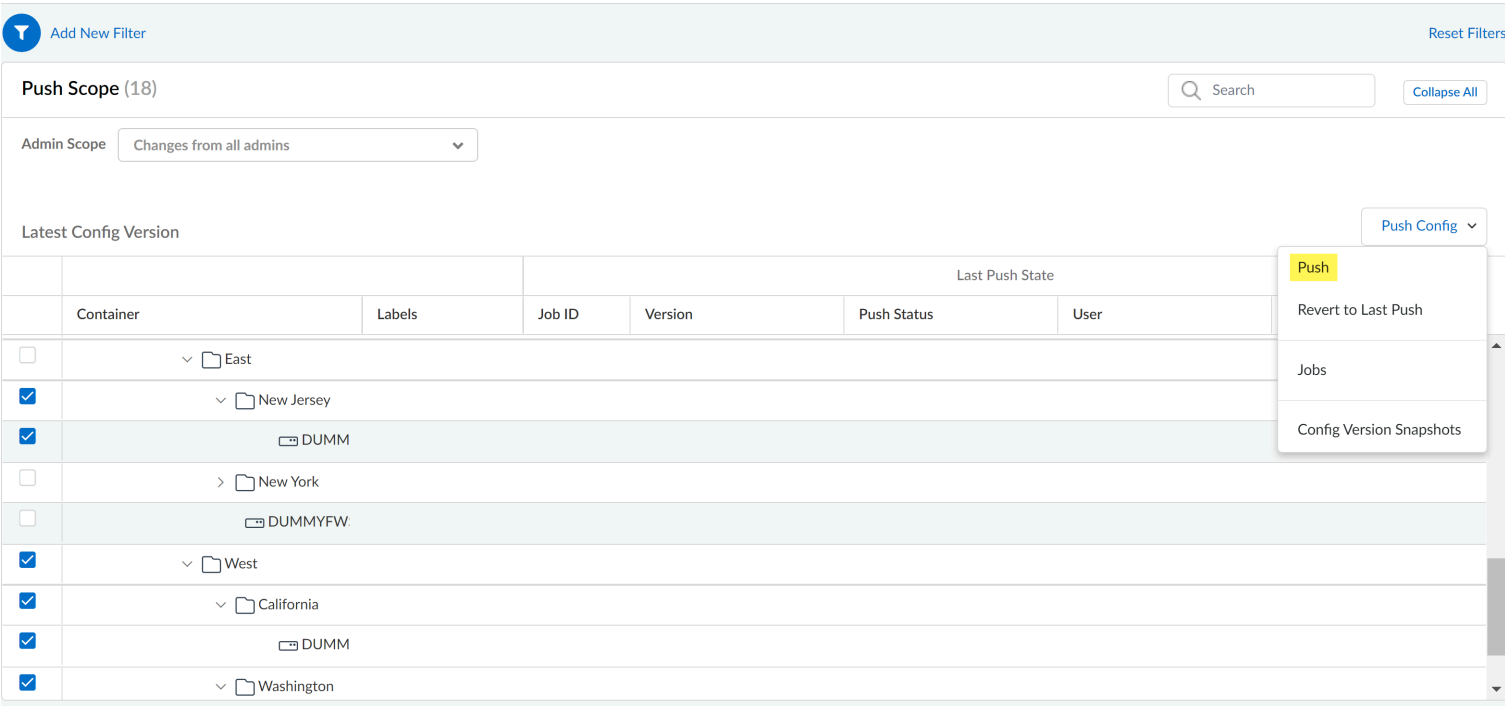 Add New Filter
Reset Filters
Push Scope (18)
Search
Collapse All
Admin Scope
Changes from all admins
Latest Config Version
Push Config
Push
Revert to Last Push
Jobs
Config Version Snapshots
Last Push State
Container
Labels
Job ID
Version
Push Status
User
East
New Jersey
DUMM
New York
DUMMYFW
West
California
DUMM
Washington